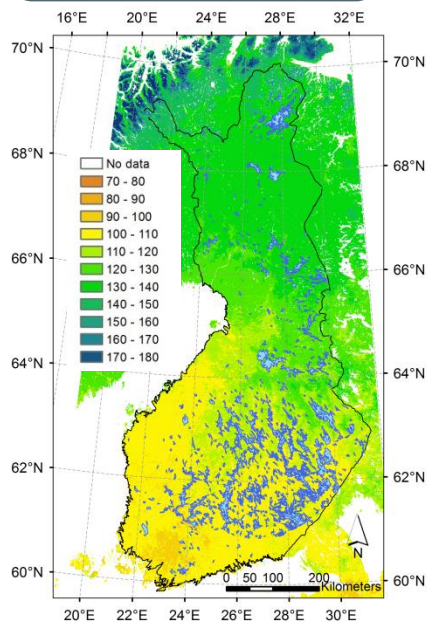 16°E 20°E 24°E 28°E 32°E
70°N 70°N
68°N 68°N
No data
70 - 80
80 - 90
90 - 100
100 - 110
110 - 120
120 - 130
130 - 140
140 - 150
150 - 160
160 - 170
170 - 180
66°N 66°N
64°N 64°N
62°N 62°N
N
60°N 60°N
0 50 100 200
Kilometers
20°E 22°E 24°E 26°E 28°E 30°E